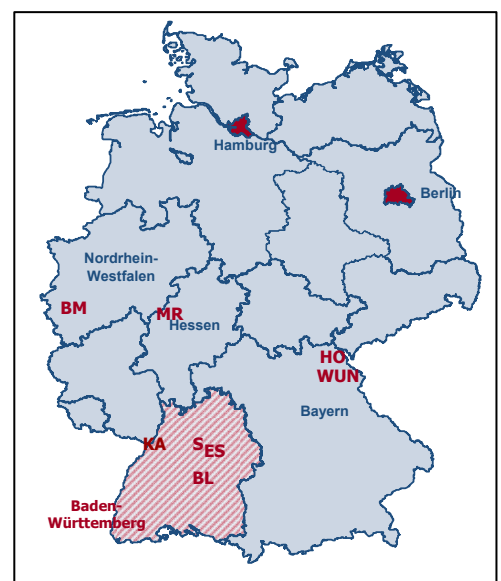 Hamburg
Berlin
Nordrhein-
Westfalen
BM
MR
Hessen
HO
WUN
Bayern
KA
S
ES
BL
Baden-
Württemberg